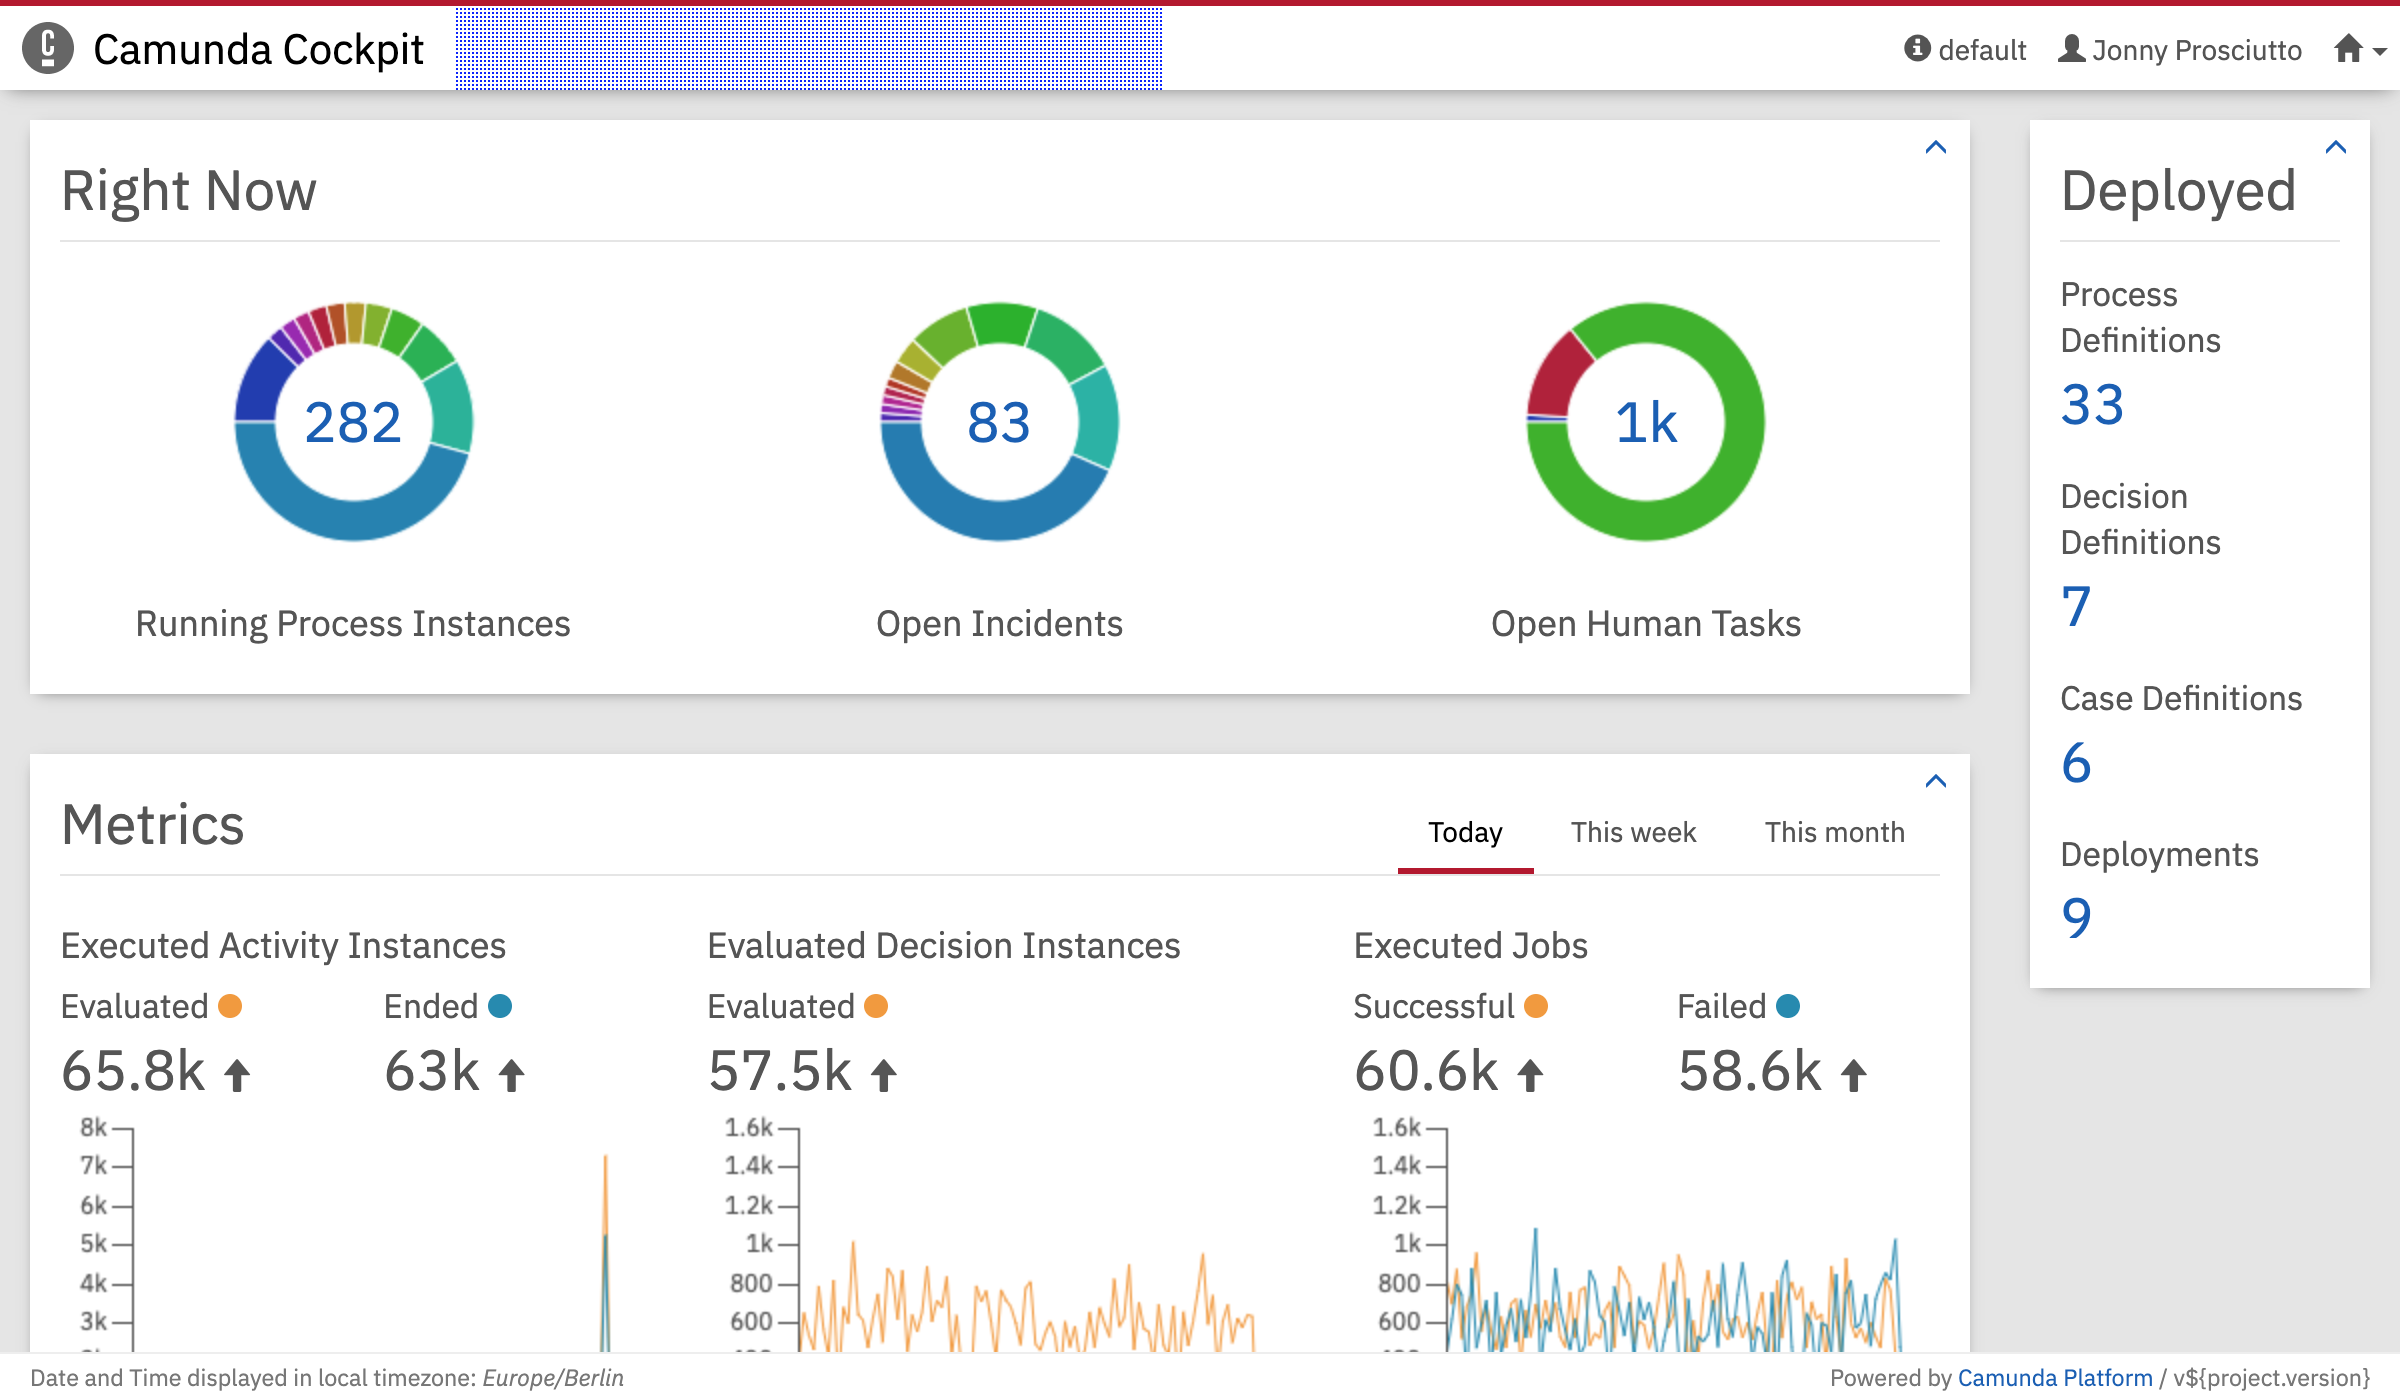 Camunda Cockpit
default
Jonny Prosciutto
Right Now
282
83
1k
Running Process Instances
Open Incidents
Open Human Tasks
Deployed
Process
Definitions
33
Decision
Definitions
7
Case Definitions
6
Deployments
9
Metrics
Today
This week
This month
Executed Activity Instances
Evaluated
Ended
65.8k
63k
8k
7k
6k
5k
4k
3k
Evaluated Decision Instances
Evaluated
57.5k
1.6k
1.4k
1.2k
1k
800
600
Executed Jobs
Successful
Failed
60.6k
58.6k
1.6k
1.4k
1.2k
1k
800
600
Date and Time displayed in local timezone: Europe/Berlin
Powered by Camunda Platform / v${project.version}